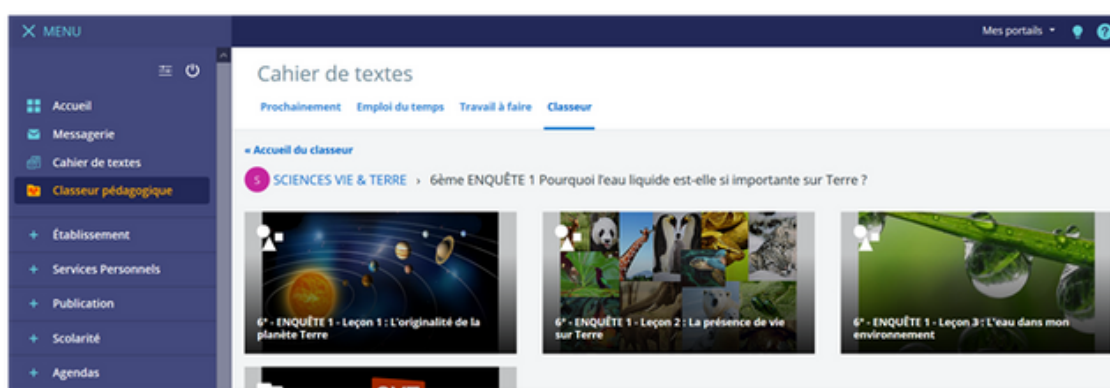 MENU
Mes portails
Cahier de textes
Prochainement Emploi du temps Travail à faire Classeur
Accueil
Messagerie
Cahier de textes
Classeur pédagogique
Établissement
Services Personnels
Publication
Scolarité
Agendas
« Accueil du classeur
S SCIENCES VIE & TERRE › 6ème ENQUÊTE 1 Pourquoi l'eau liquide est-elle si importante sur Terre ?
6° - ENQUÊTE 1 - Leçon 1 : L'originalité de la
planète Terre
6° - ENQUÊTE 1 - Leçon 2 : La présence de vie
sur Terre
6° - ENQUÊTE 1 - Leçon 3 : L'eau dans mon
environnement